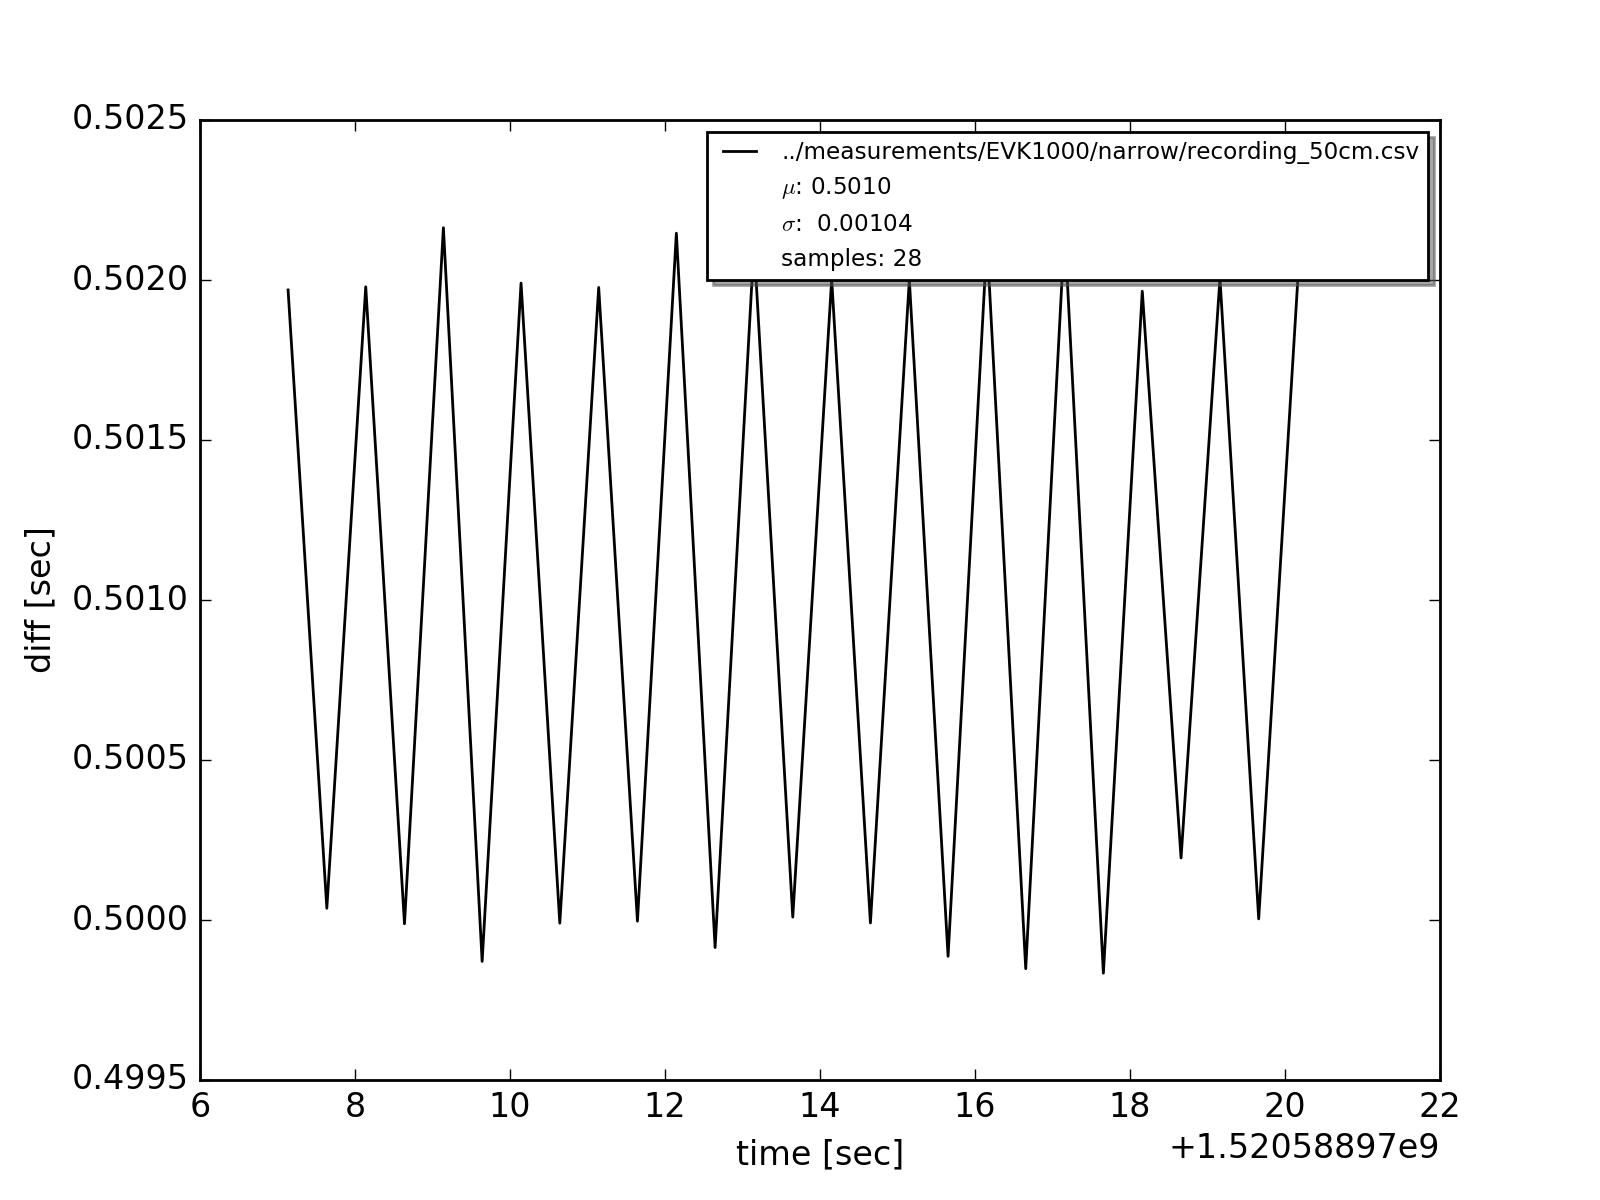 0.5025
0.5020
0.5015
0.5010
0.5005
0.5000
0.4995
diff [sec]
../measurements/EVK1000/narrow/recording_50cm.csv
μ: 0.5010
σ: 0.00104
samples: 28
6 8 10 12 14 16 18 20 22
+1.52058897e9
time [sec]